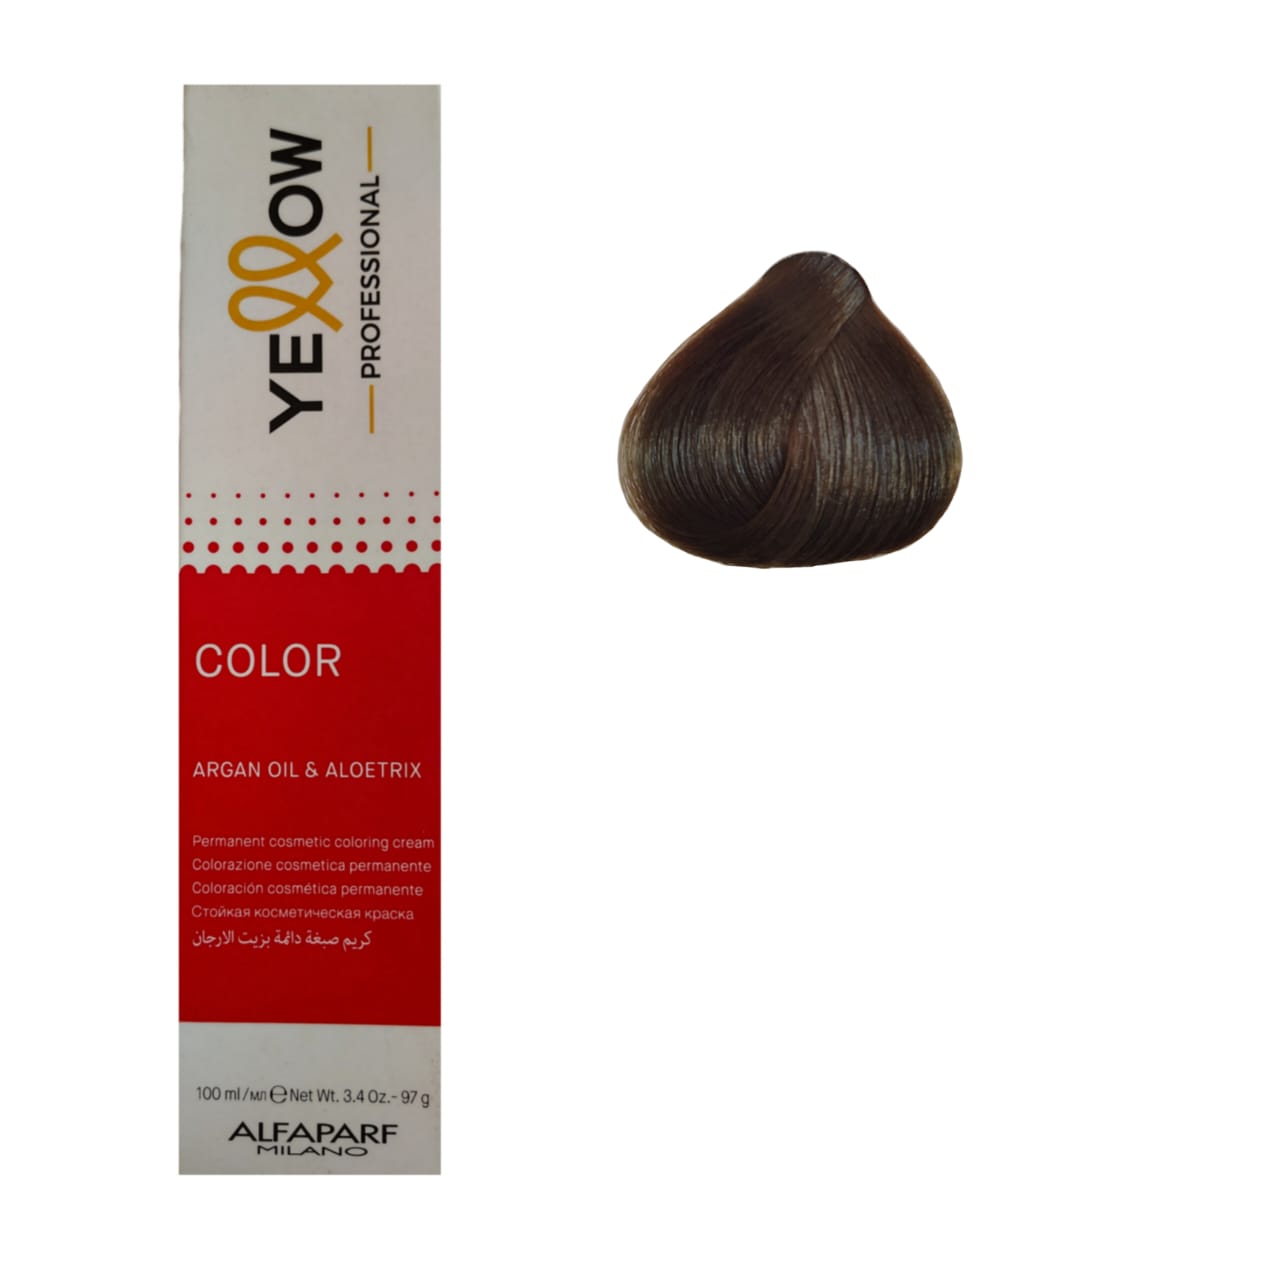 YELLOW
PROFESSIONAL
COLOR
ARGAN OIL & ALOETRIX
Permanent cosmetic coloring cream
Colorazione cosmetica permanente
Coloración cosmética permanente
Стойкая косметическая краска
كريم صبغة دائمة بزيت الارجان
100 ml/мл ℮ Net Wt. 3.4 Oz.- 97 g
ALFAPARF
MILANO